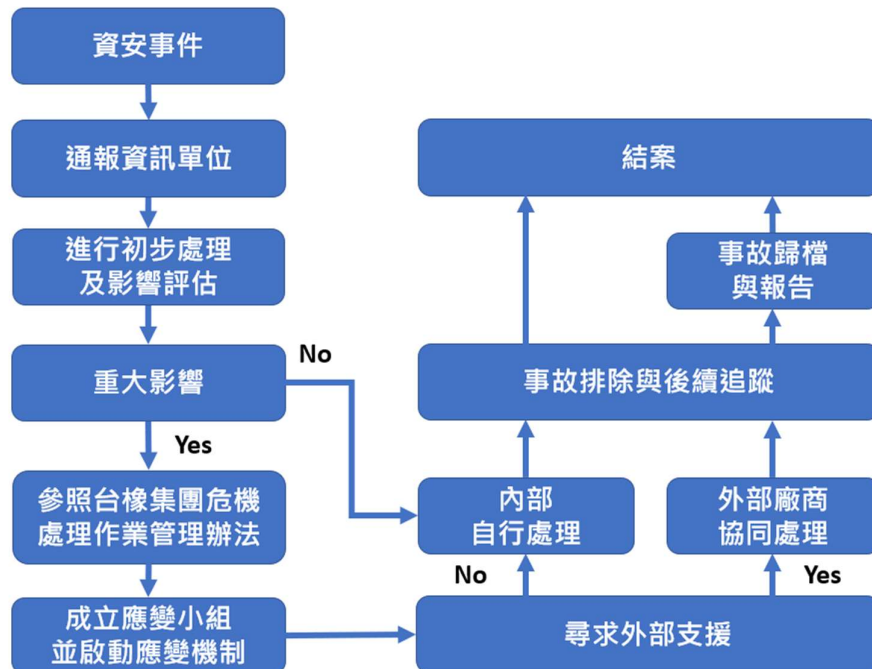 資安事件
通報資訊單位
進行初步處理
及影響評估
重大影響
No
Yes
參照台橡集團危機
處理作業管理辦法
成立應變小組
並啟動應變機制
結案
事故歸檔
與報告
事故排除與後續追蹤
內部
自行處理
外部廠商
協同處理
No
Yes
尋求外部支援